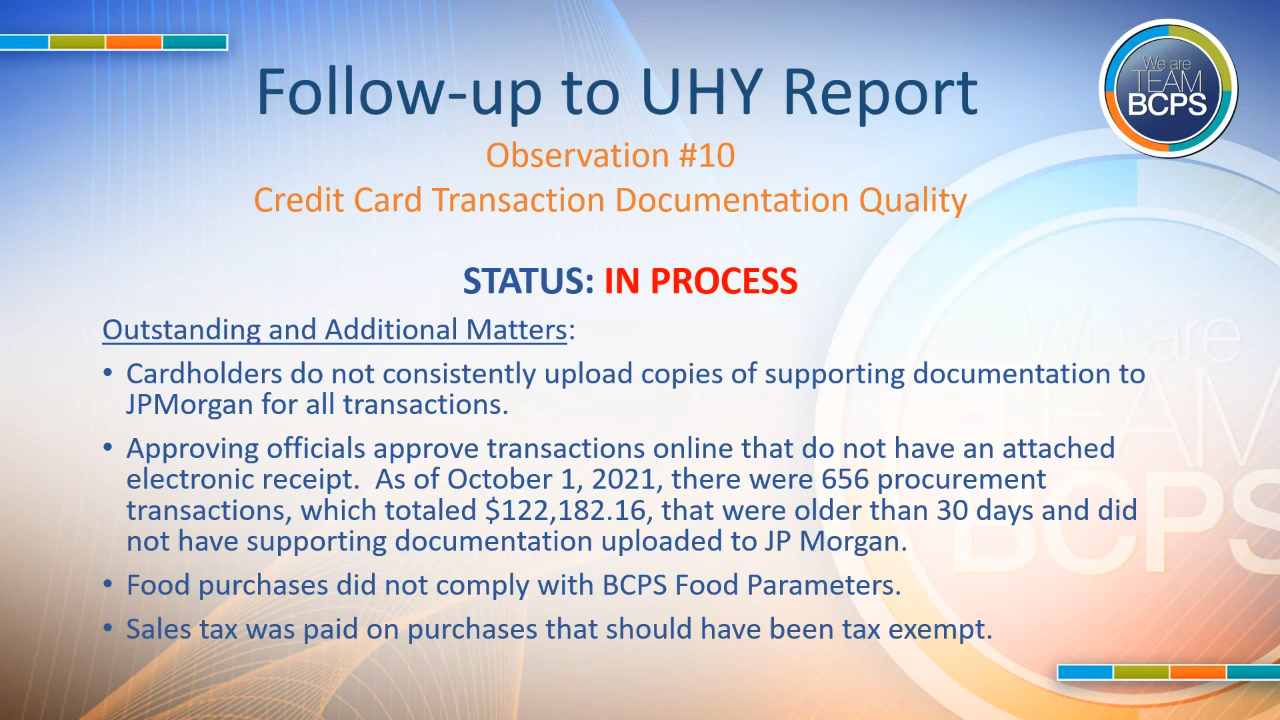 We are
TEAM
BCPS
Follow-up to UHY Report
Observation #10
Credit Card Transaction Documentation Quality
STATUS: IN PROCESS
Outstanding and Additional Matters:
• Cardholders do not consistently upload copies of supporting documentation to
JPMorgan for all transactions.
• Approving officials approve transactions online that do not have an attached
electronic receipt.  As of October 1, 2021, there were 656 procurement
transactions, which totaled $122,182.16, that were older than 30 days and did
not have supporting documentation uploaded to JP Morgan.
• Food purchases did not comply with BCPS Food Parameters.
• Sales tax was paid on purchases that should have been tax exempt.
We are
TEAM
BCPS